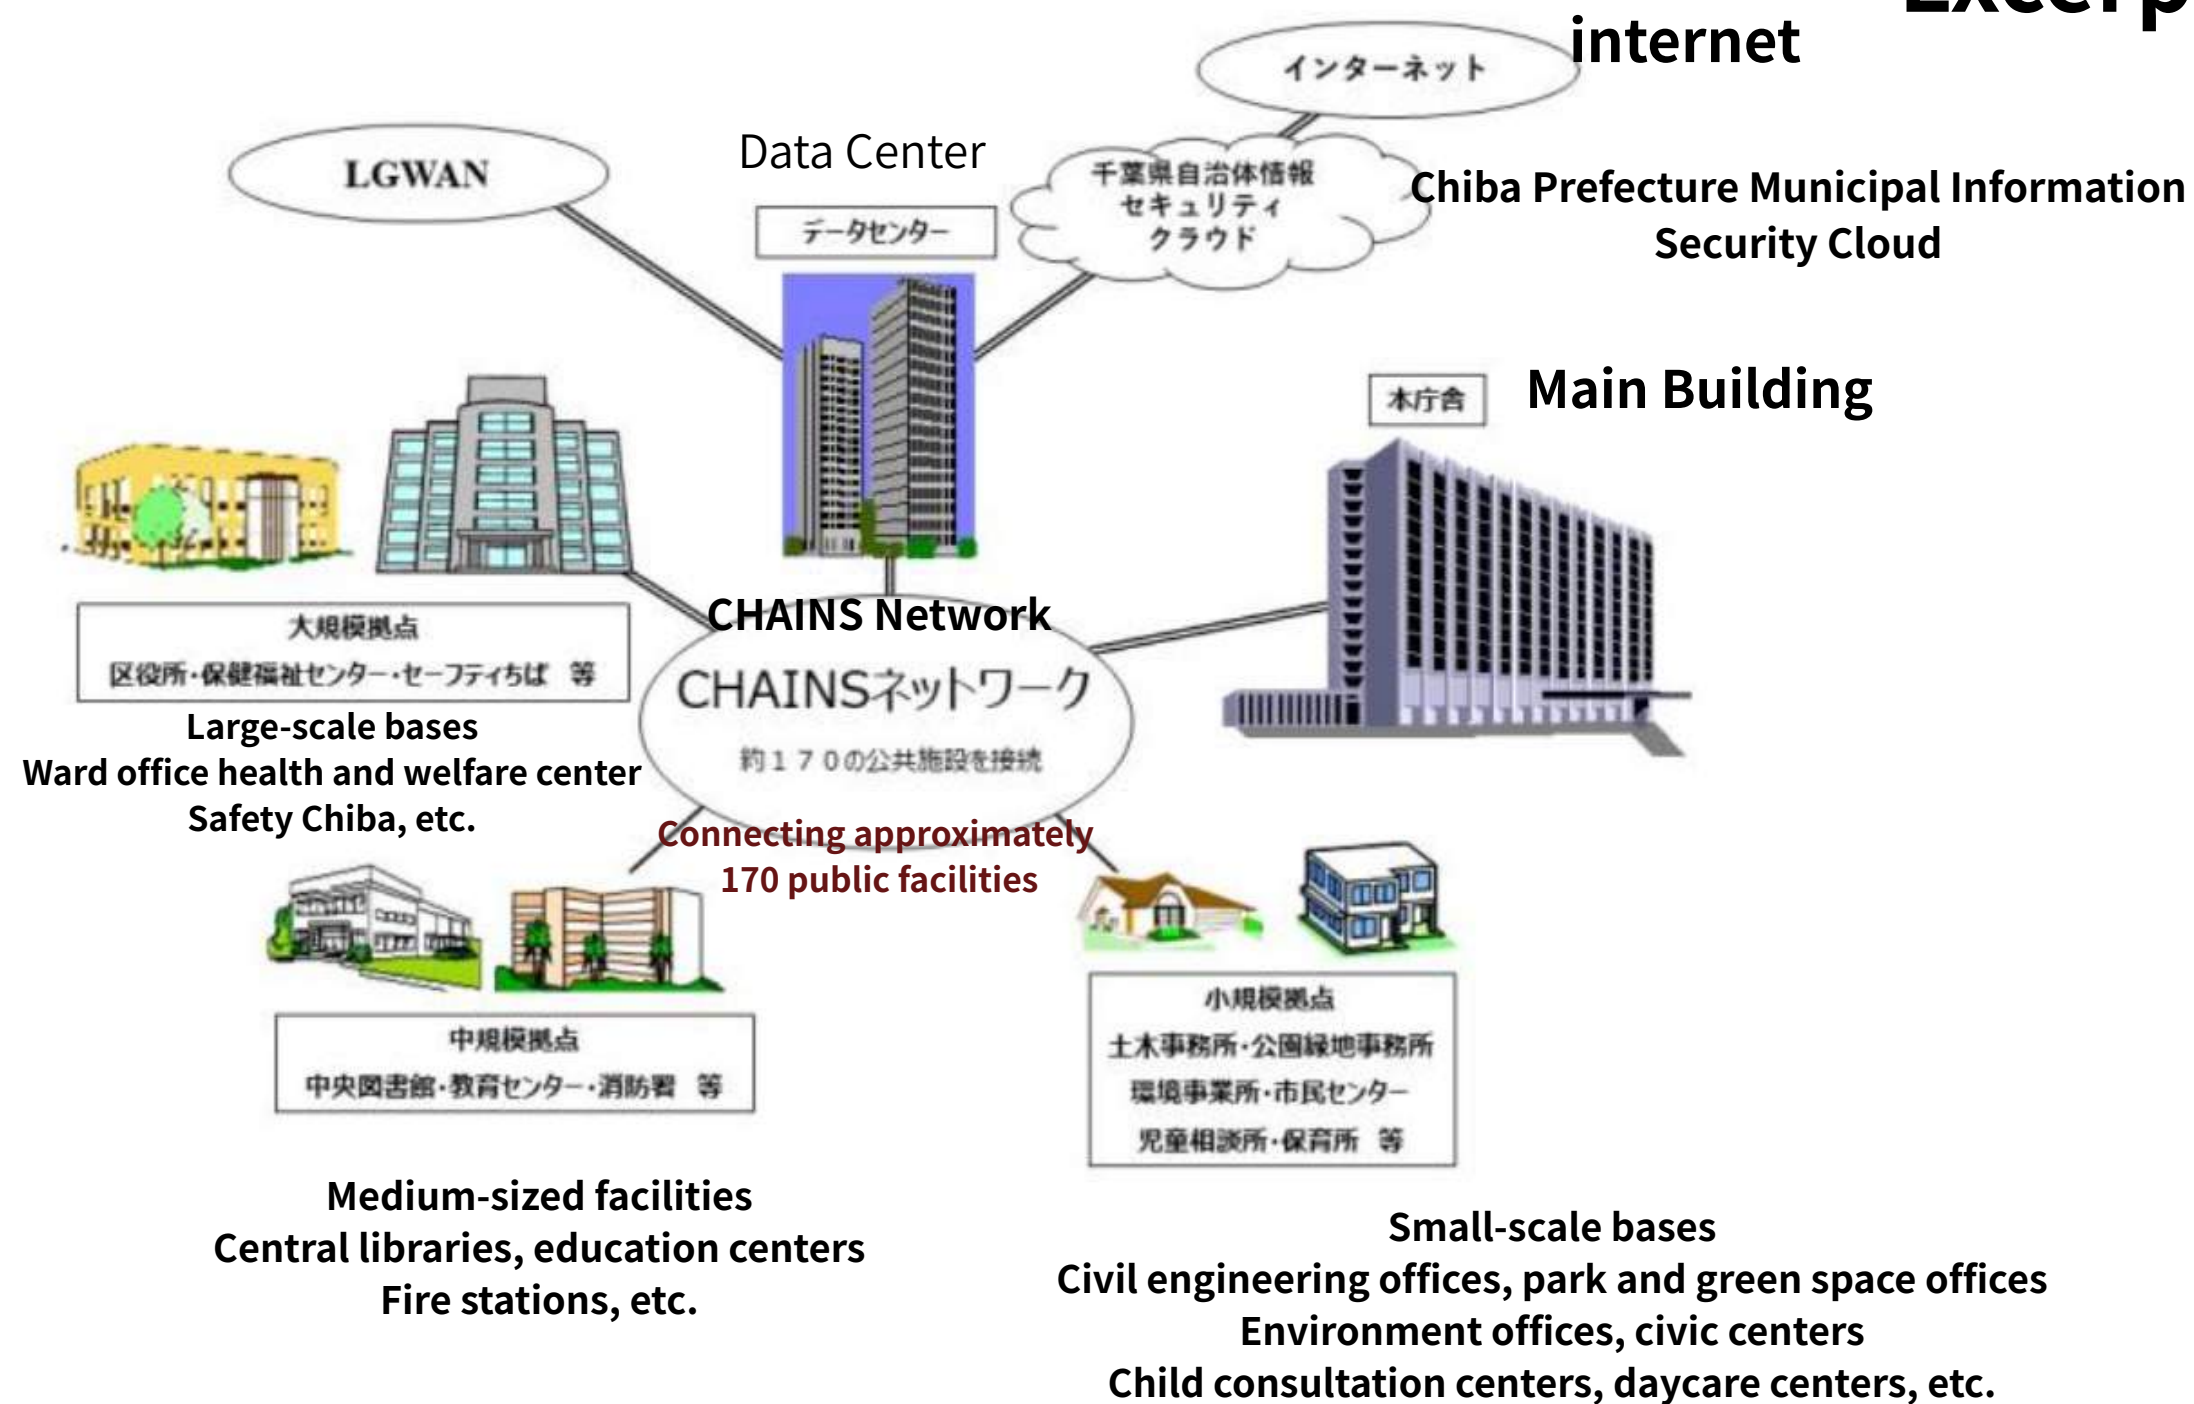 Excerp
internet
インターネット
LGWAN
Data Center
データセンター
千葉県自治体情報
セキュリティ
クラウド
Chiba Prefecture Municipal Information
Security Cloud
本庁舎
Main Building
大規模拠点
区役所・保健福祉センター・セーフティちば 等
Large-scale bases
Ward office health and welfare center
Safety Chiba, etc.
CHAINS Network
CHAINSネットワーク
約170の公共施設を接続
Connecting approximately
170 public facilities
中規模拠点
中央図書館・教育センター・消防署 等
Medium-sized facilities
Central libraries, education centers
Fire stations, etc.
小規模拠点
土木事務所・公園緑地事務所
環境事業所・市民センター
児童相談所・保育所 等
Small-scale bases
Civil engineering offices, park and green space offices
Environment offices, civic centers
Child consultation centers, daycare centers, etc.